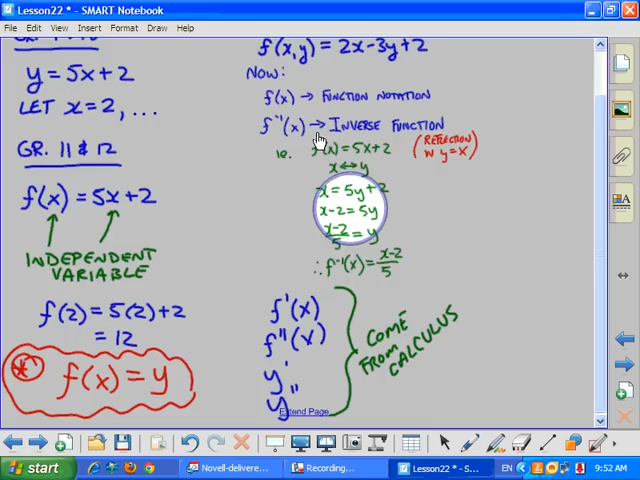 Lesson22 * - SMART Notebook
File Edit View Insert Format Draw Help
y = 5x + 2
LET x = 2, ...
GR. 11 & 12
f(x) = 5x + 2
INDEPENDENT
VARIABLE
f(2) = 5(2) + 2
= 12
* f(x) = y
f(x,y) = 2x - 3y + 2
NOW:
f(x) → FUNCTION NOTATION
f⁻¹(x) → INVERSE FUNCTION
ie. f(x) = 5x + 2
(REFLECTION
IN y = x)
x ↔ y
x = 5y + 2
x - 2 = 5y
x-2/5 = y
∴ f⁻¹(x) = x-2/5
f'(x)
f''(x)
y'
y''
COME
FROM
CALCULUS
Extend Page
start
Novell-delivere...
Recording...
Lesson22 * - SMAR...
EN
9:52 AM